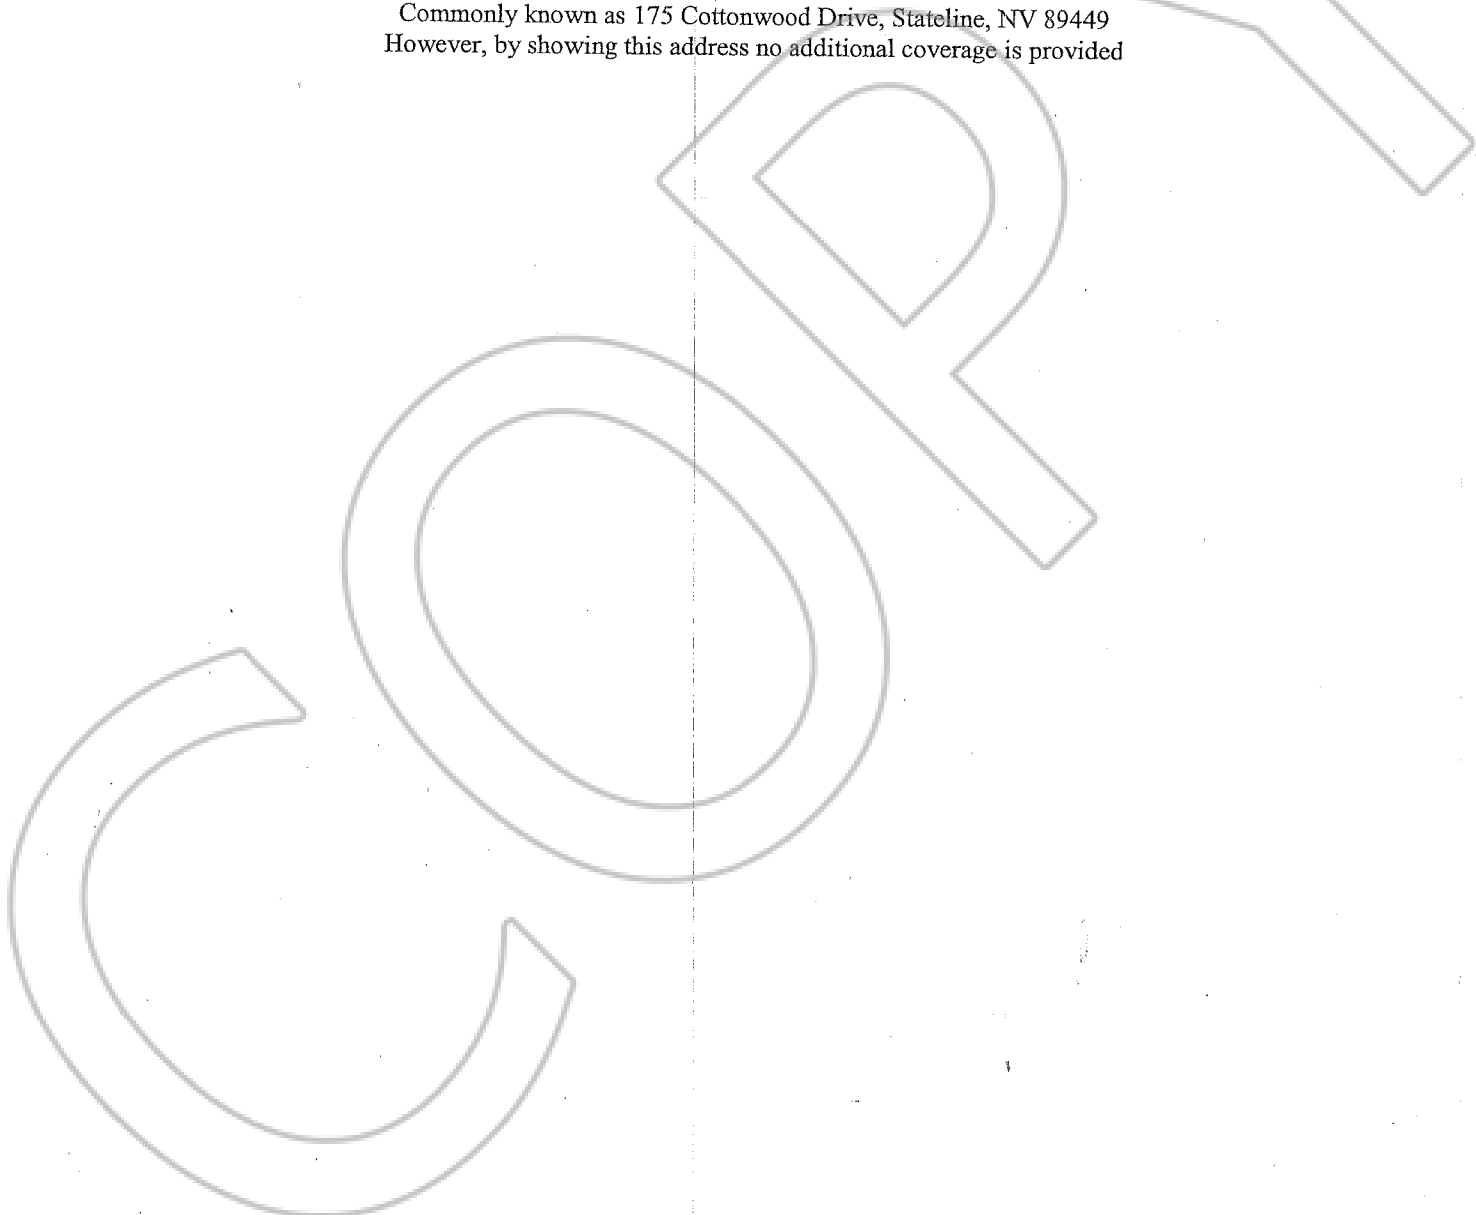 Commonly known as 175 Cottonwood Drive, Stateline, NV 89449
However, by showing this address no additional coverage is provided
COPY